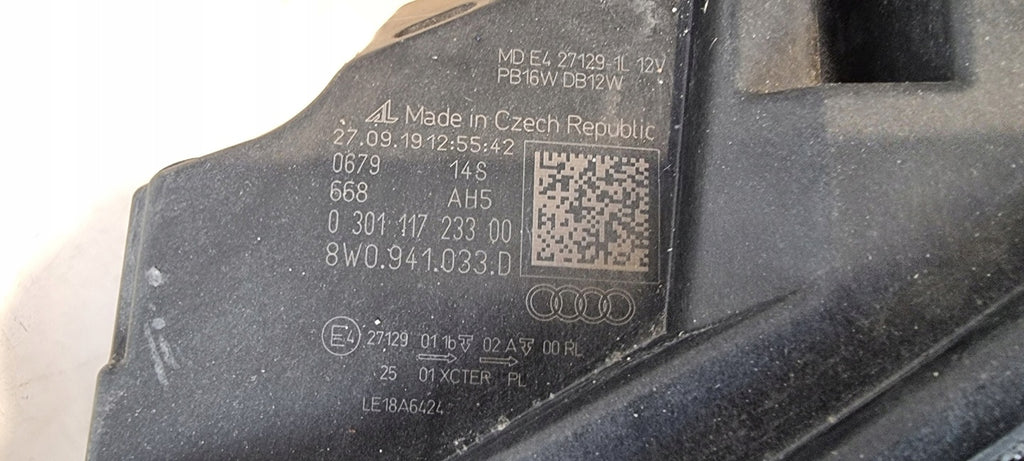 MD E4 27129-1L 12V
PB16W DB12W
AL Made in Czech Republic
27.09.19 12:55:42
0679 14S
668 AH5
0 301 117 233 00
8W0.941.033.D
E4 27129 01 1b 02 A 00 RL
25 01 XCTER PL
LE18A6424